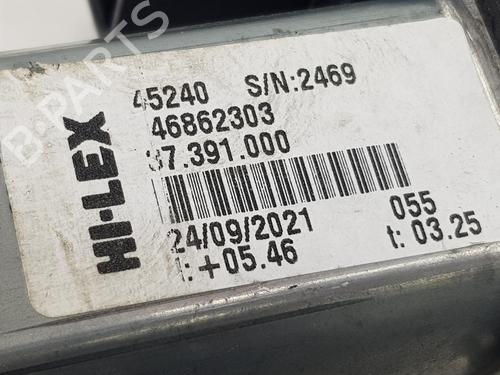 HI-LEX
45240 S/N:2469
46862303
37.391.000
055
24/09/2021 t: 03.25
: +05.46
B-PARTS